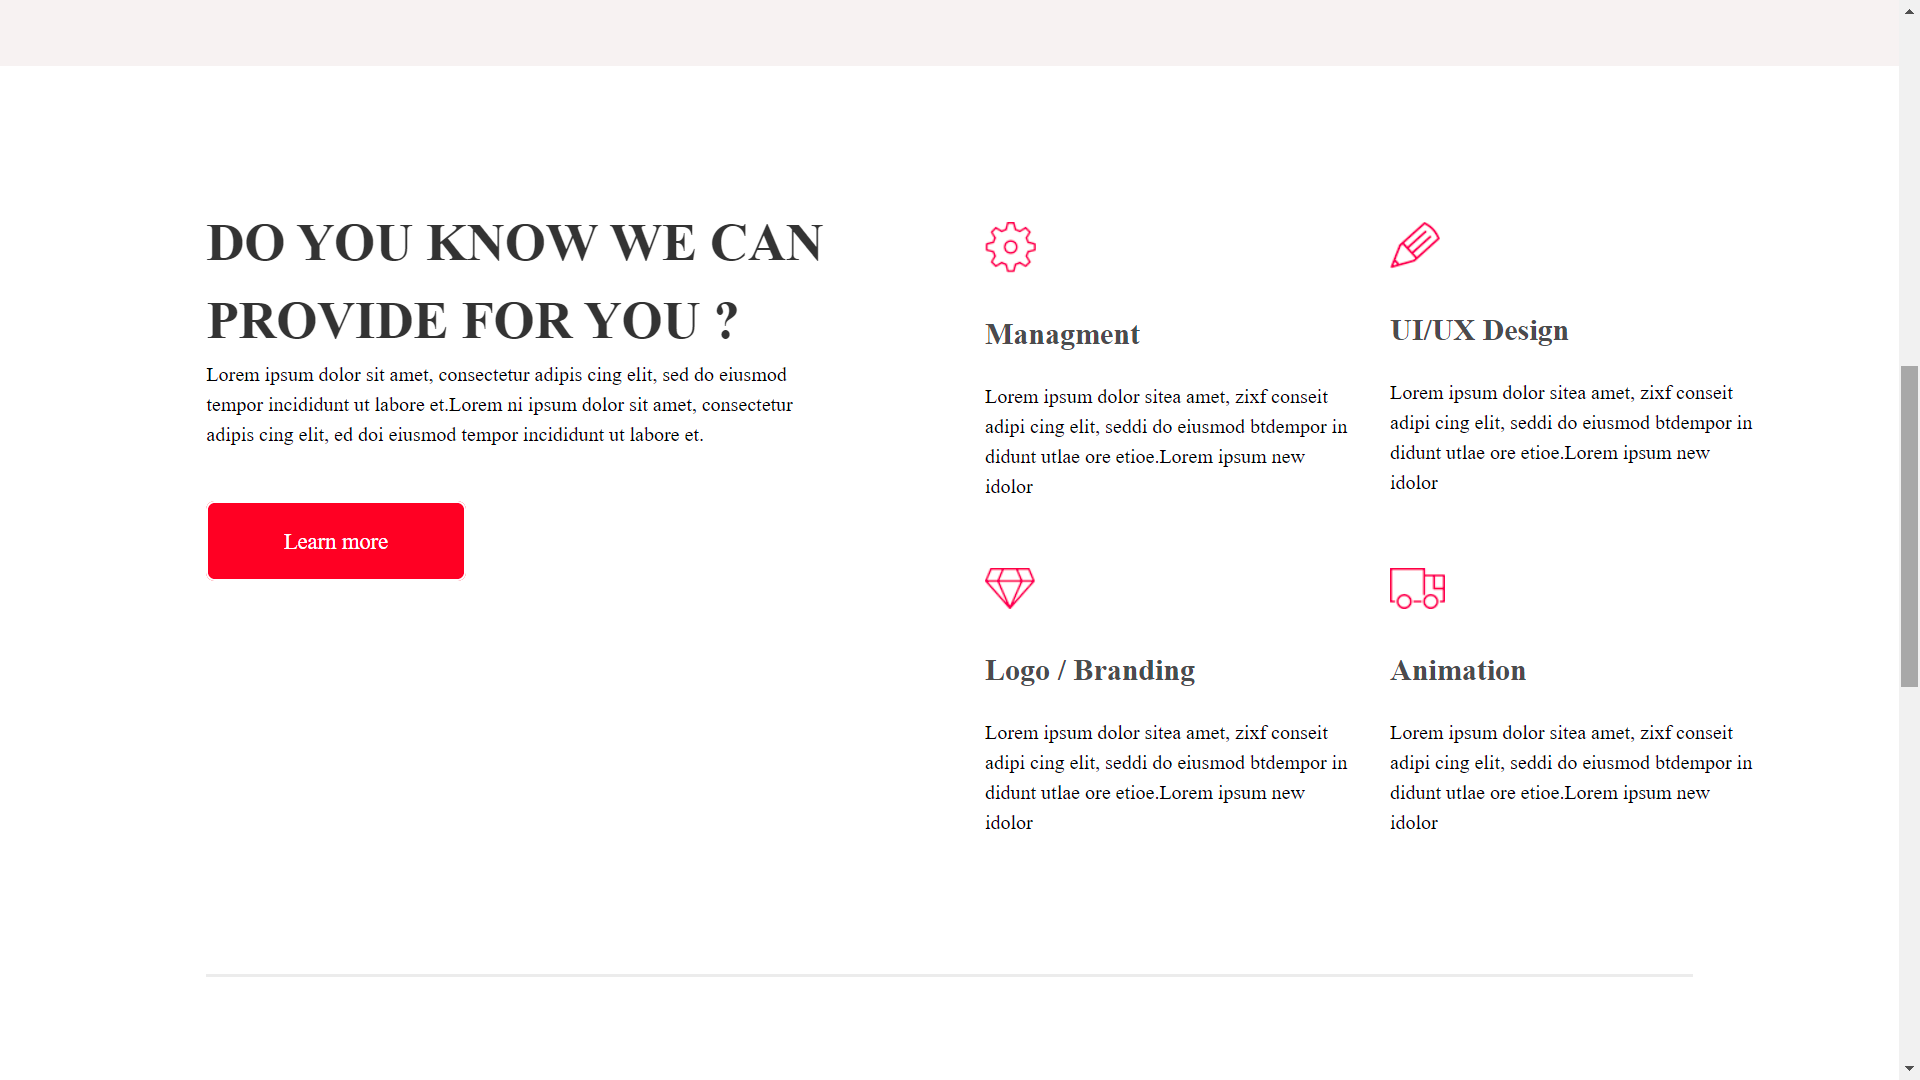 DO YOU KNOW WE CAN
PROVIDE FOR YOU ?
Lorem ipsum dolor sit amet, consectetur adipis cing elit, sed do eiusmod
tempor incididunt ut labore et.Lorem ni ipsum dolor sit amet, consectetur
adipis cing elit, ed doi eiusmod tempor incididunt ut labore et.
Learn more
Managment
Lorem ipsum dolor sitea amet, zixf conseit
adipi cing elit, seddi do eiusmod btdempor in
didunt utlae ore etioe.Lorem ipsum new
idolor
UI/UX Design
Lorem ipsum dolor sitea amet, zixf conseit
adipi cing elit, seddi do eiusmod btdempor in
didunt utlae ore etioe.Lorem ipsum new
idolor
Logo / Branding
Lorem ipsum dolor sitea amet, zixf conseit
adipi cing elit, seddi do eiusmod btdempor in
didunt utlae ore etioe.Lorem ipsum new
idolor
Animation
Lorem ipsum dolor sitea amet, zixf conseit
adipi cing elit, seddi do eiusmod btdempor in
didunt utlae ore etioe.Lorem ipsum new
idolor